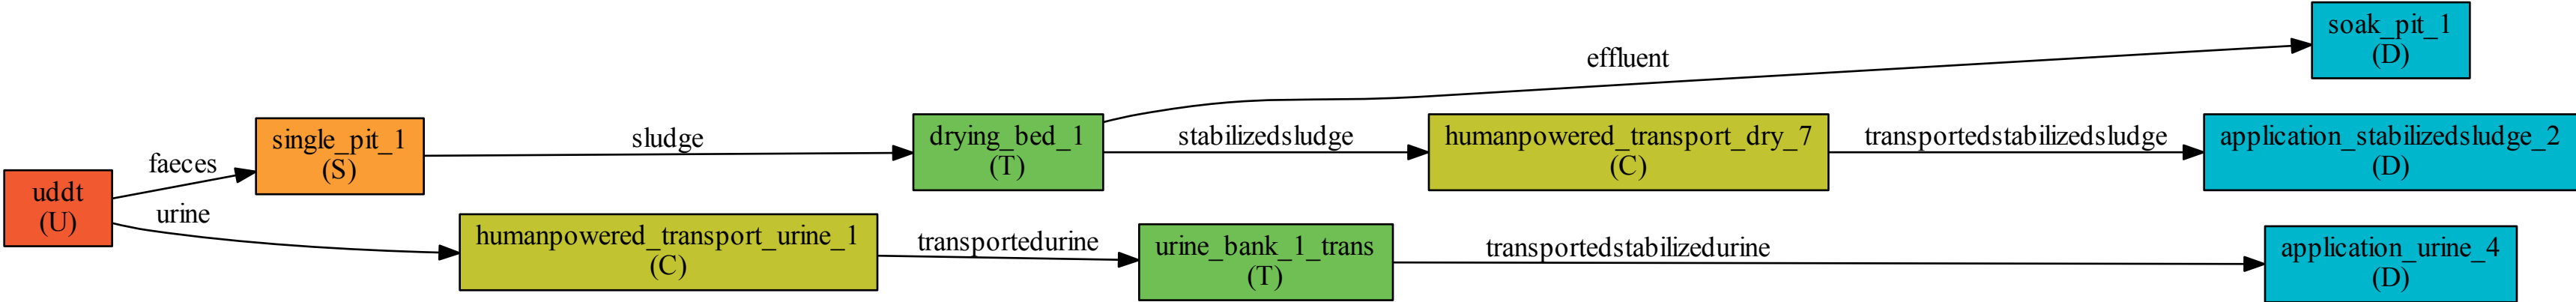 soak_pit_1
(D)
effluent
single_pit_1
(S)
sludge
drying_bed_1
(T)
stabilizedsludge
humanpowered_transport_dry_7
(C)
transportedstabilizedsludge
application_stabilizedsludge_2
(D)
faeces
uddt
(U)
urine
humanpowered_transport_urine_1
(C)
transportedurine
urine_bank_1_trans
(T)
transportedstabilizedurine
application_urine_4
(D)